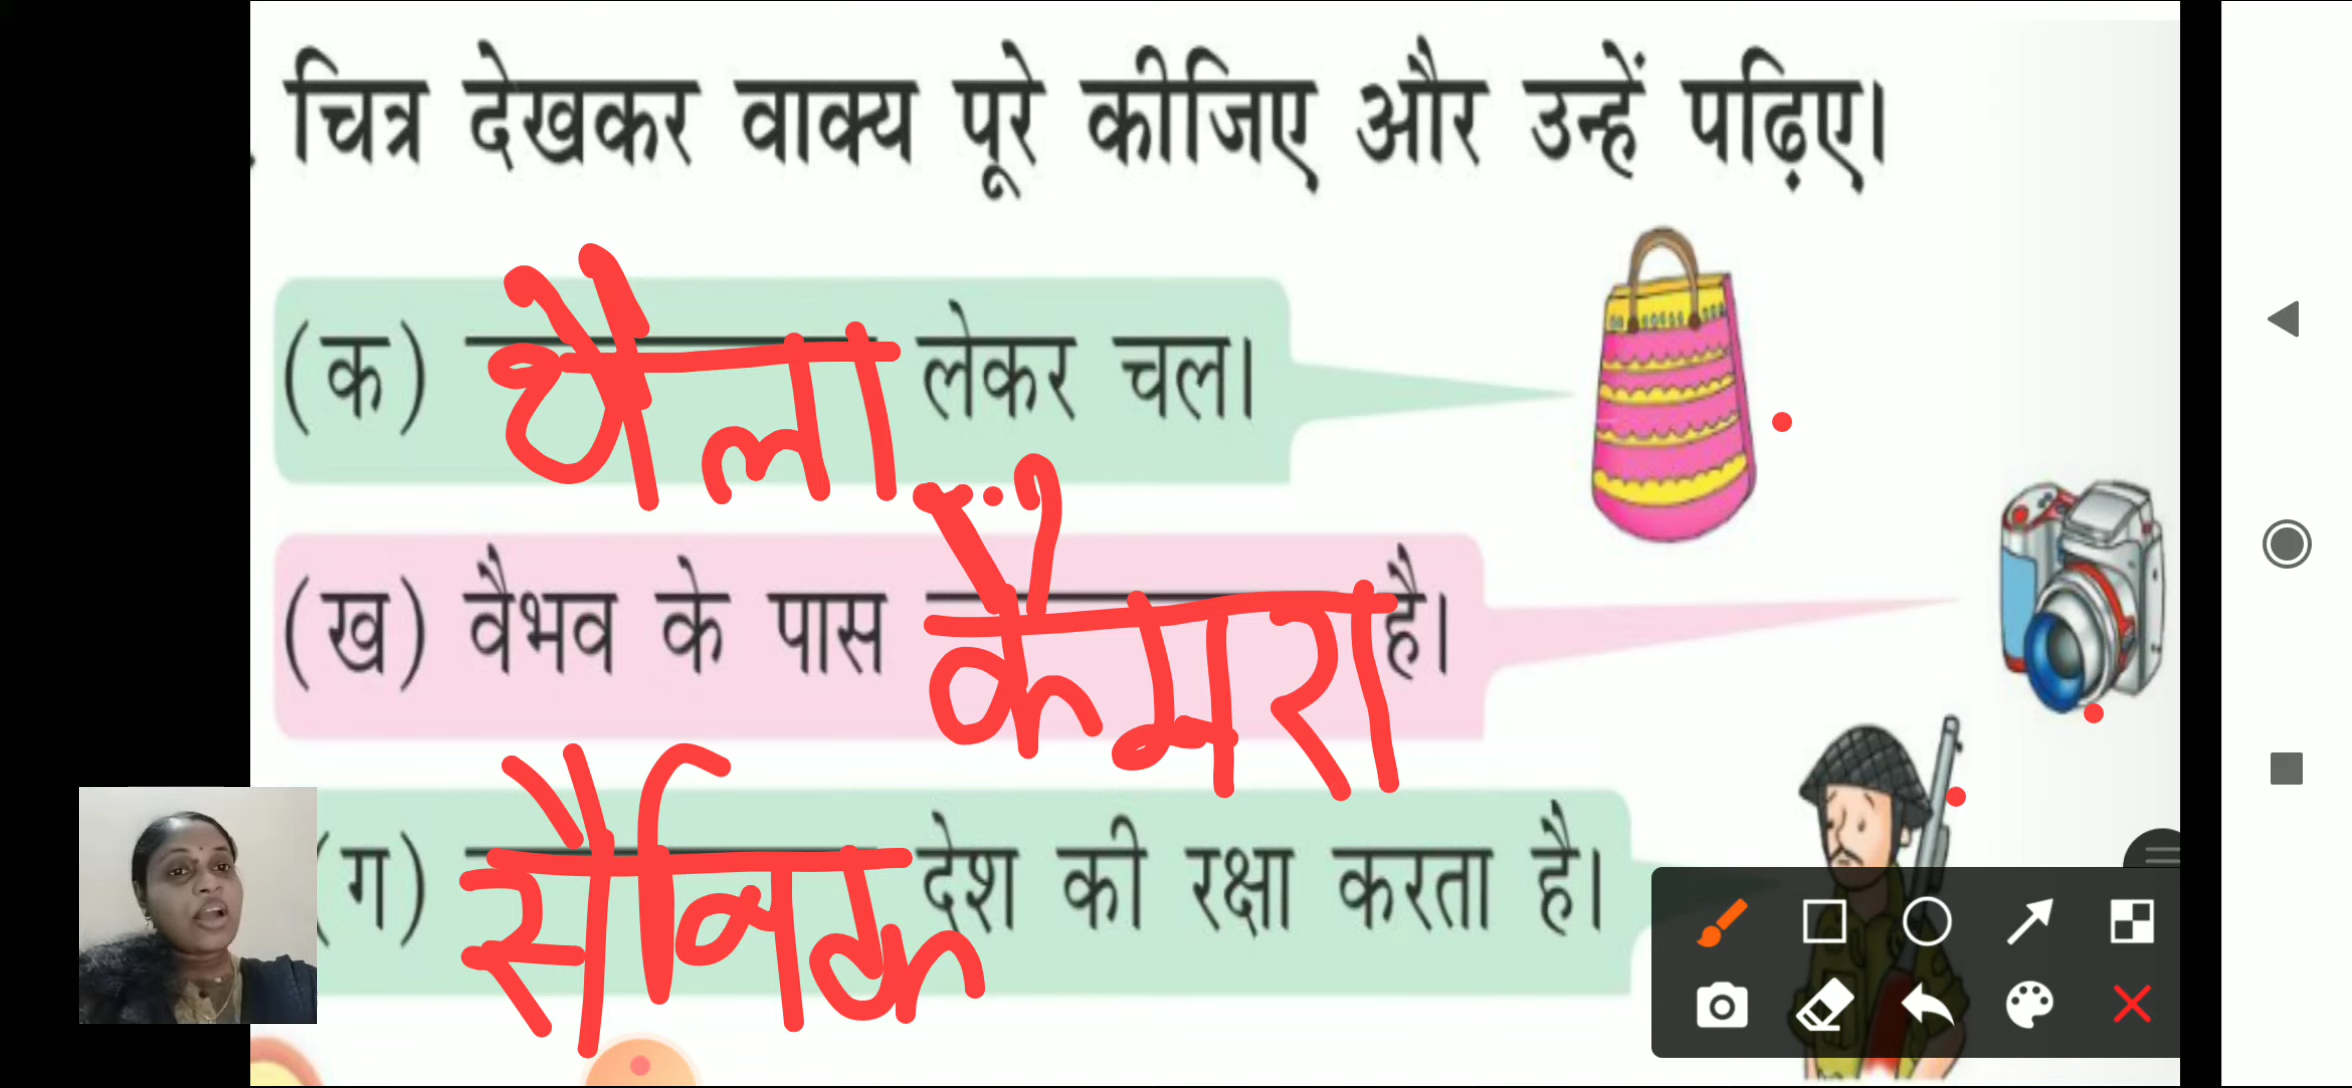 चित्र देखकर वाक्य पूरे कीजिए और उन्हें पढ़िए।
(क) थैला लेकर चल।
(ख) वैभव के पास कैमरा है।
(ग) सैनिक देश की रक्षा करता है।